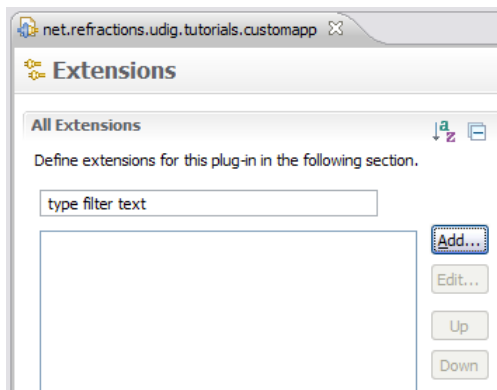 net.refractions.udig.tutorials.customapp
Extensions
All Extensions
Define extensions for this plug-in in the following section.
type filter text
Add...
Edit...
Up
Down